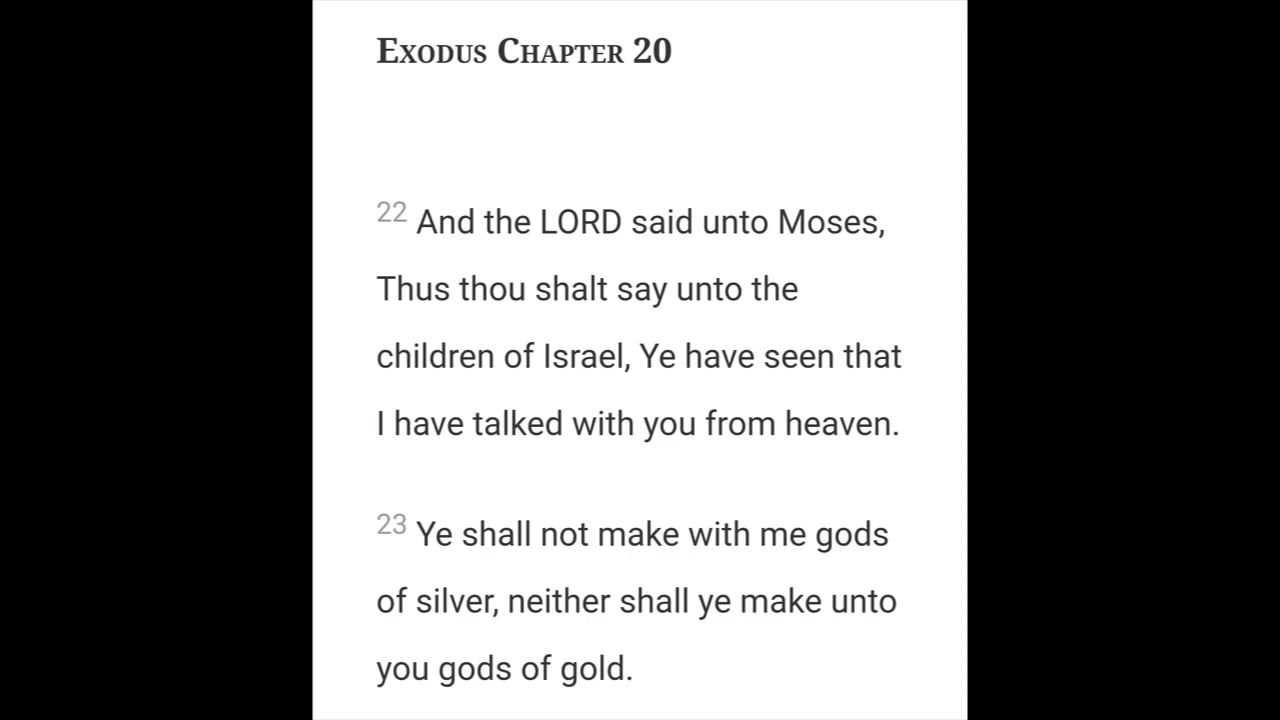 Exodus Chapter 20
22 And the LORD said unto Moses,
Thus thou shalt say unto the
children of Israel, Ye have seen that
I have talked with you from heaven.
23 Ye shall not make with me gods
of silver, neither shall ye make unto
you gods of gold.